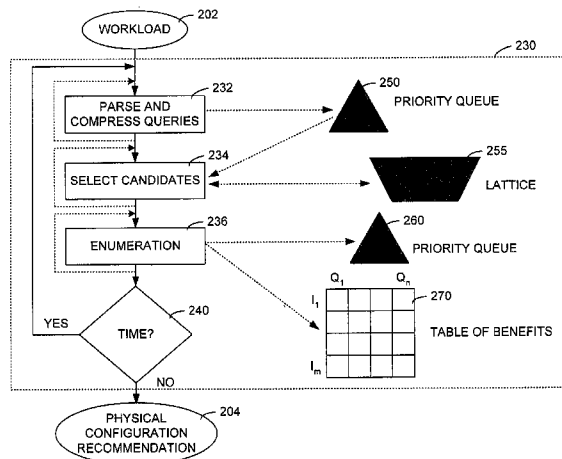 WORKLOAD
202
230
232
PARSE AND
COMPRESS QUERIES
250
PRIORITY QUEUE
234
SELECT CANDIDATES
255
LATTICE
236
ENUMERATION
260
PRIORITY QUEUE
Q1
Qn
I1
270
TABLE OF BENEFITS
Im
240
TIME?
YES
NO
PHYSICAL
CONFIGURATION
RECOMMENDATION
204